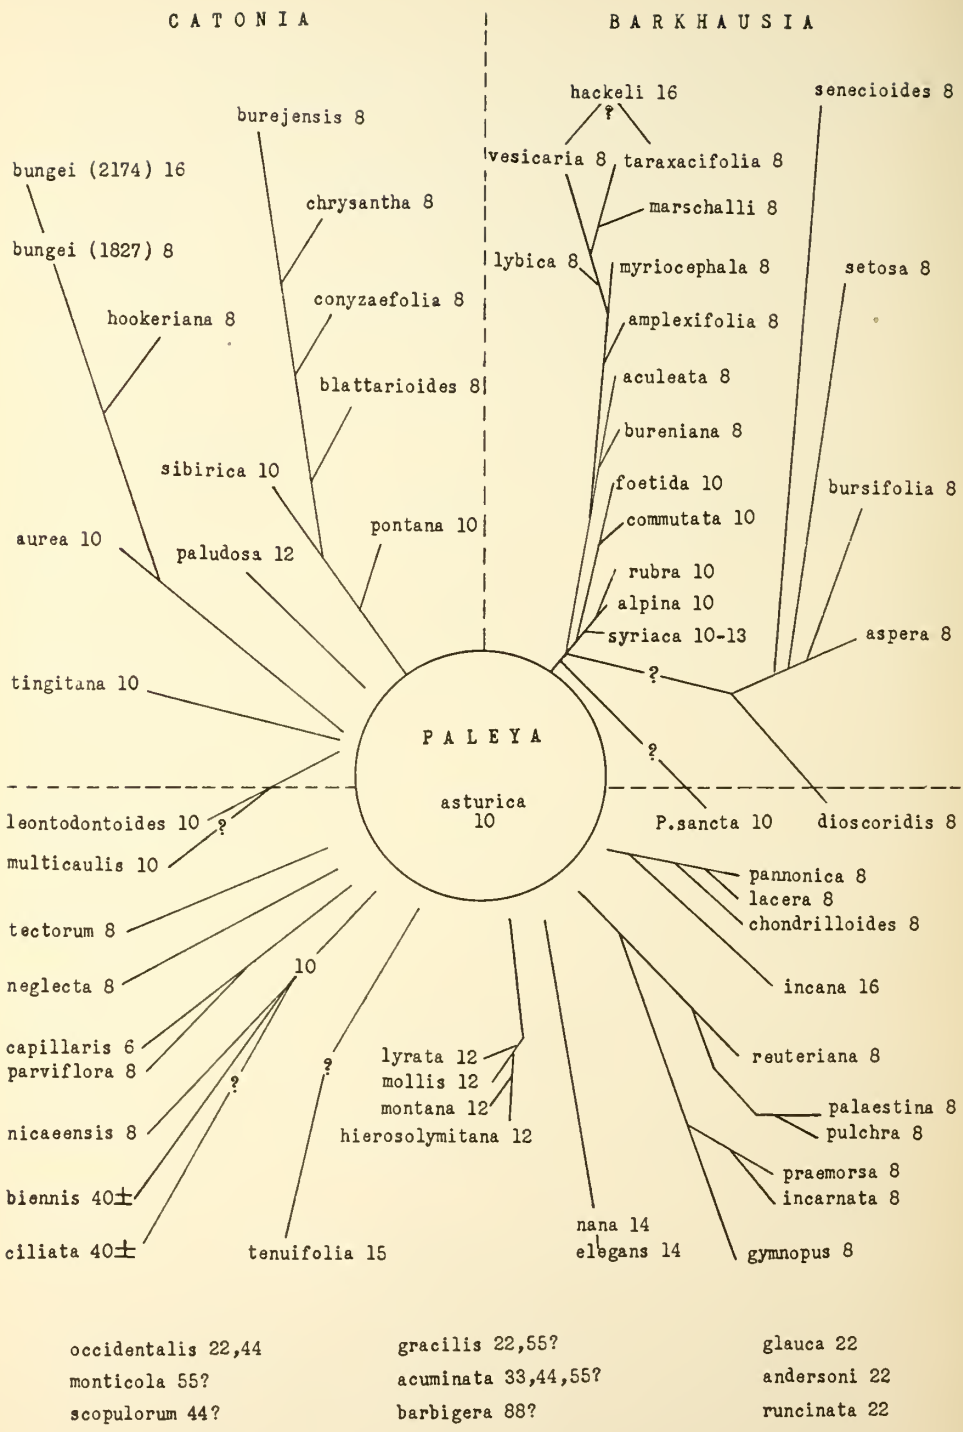 CATONIA
BARKHAUSIA
hackeli 16
?
senecioides 8
burejensis 8
vesicaria 8
taraxacifolia 8
bungei (2174) 16
chrysantha 8
marschalli 8
bungei (1827) 8
lybica 8
myriocephala 8
setosa 8
conyzaefolia 8
hookeriana 8
amplexifolia 8
blattarioides 8
aculeata 8
bureniana 8
sibirica 10
foetida 10
bursifolia 8
pontana 10
commutata 10
aurea 10
paludosa 12
rubra 10
alpina 10
syriaca 10-13
aspera 8
tingitana 10
?
PALEYA
?
asturica
10
leontodontoides 10
?
P.sancta 10
dioscoridis 8
multicaulis 10
pannonica 8
lacera 8
tectorum 8
chondrilloides 8
10
neglecta 8
incana 16
capillaris 6
lyrata 12
reuteriana 8
parviflora 8
?
?
mollis 12
montana 12
palaestina 8
nicaeensis 8
hierosolymitana 12
pulchra 8
praemorsa 8
biennis 40±
incarnata 8
nana 14
ciliata 40±
tenuifolia 15
elegans 14
gymnopus 8
occidentalis 22,44
gracilis 22,55?
glauca 22
monticola 55?
acuminata 33,44,55?
andersoni 22
scopulorum 44?
barbigera 88?
runcinata 22